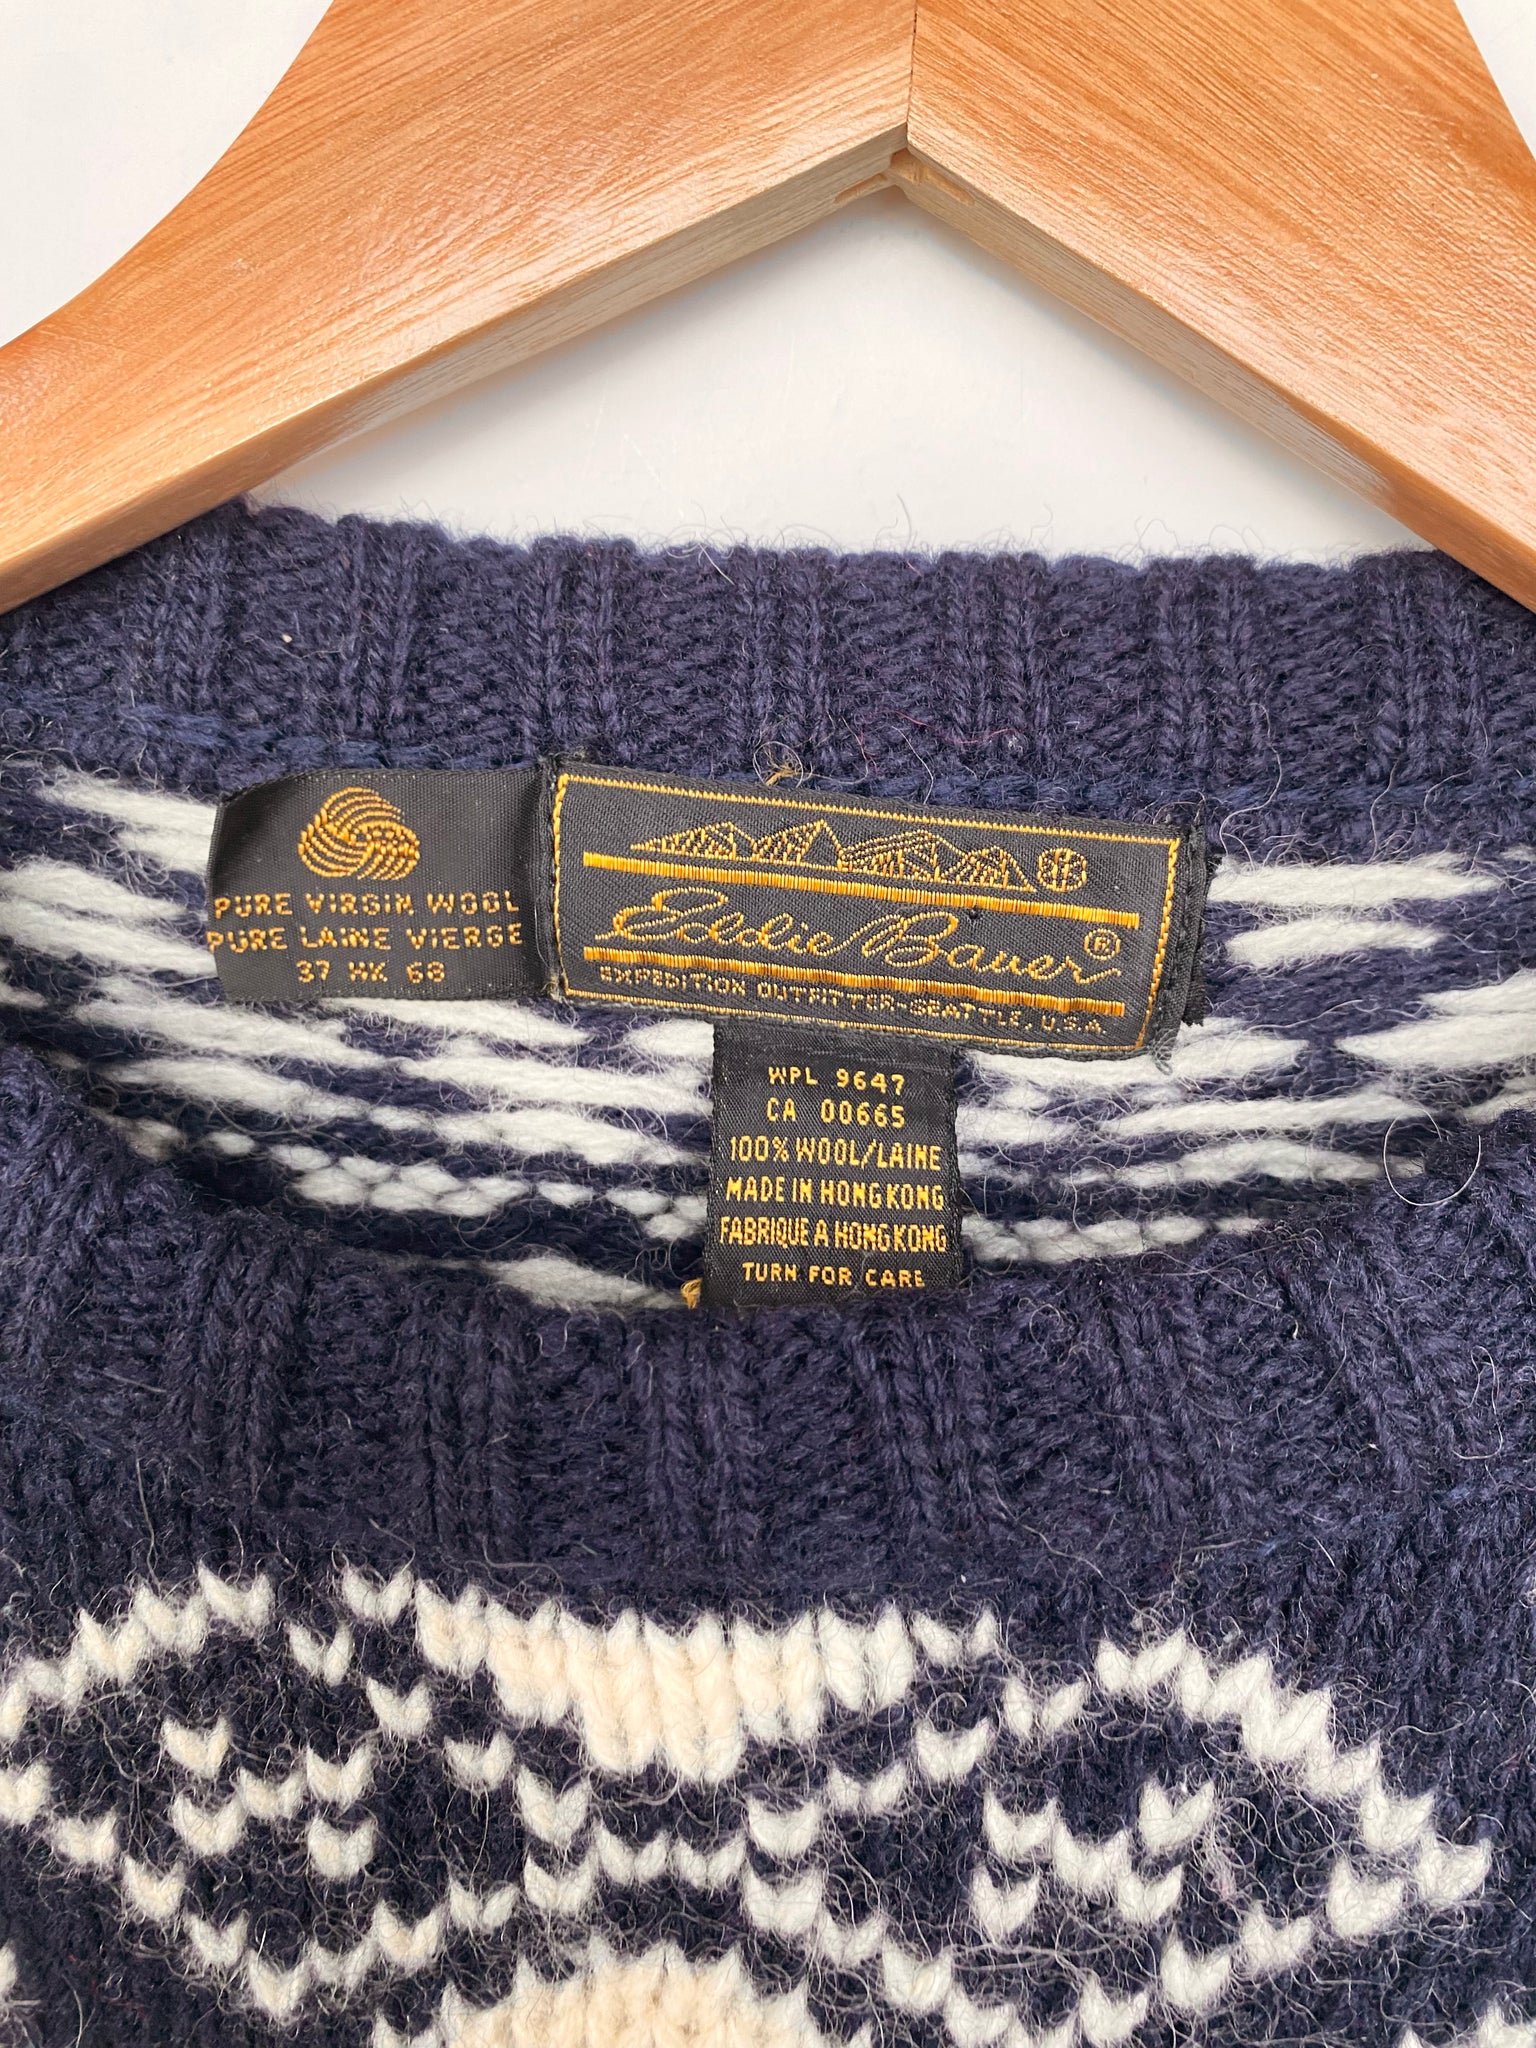 PURE VIRGIN WOOL
PURE LAINE VIERGE
37 HK 68
Eddie Bauer ®
EXPEDITION OUTFITTER-SEATTLE, U.S.A.
WPL 9647
CA 00665
100% WOOL/LAINE
MADE IN HONG KONG
FABRIQUE A HONG KONG
TURN FOR CARE